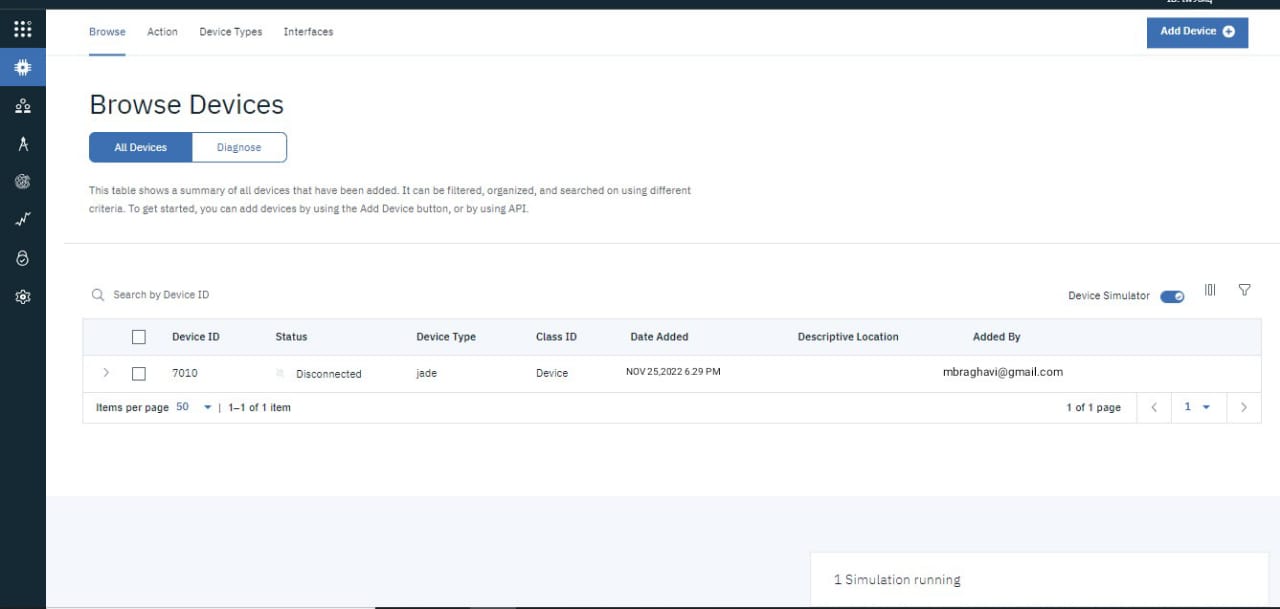 Browse Action Device Types Interfaces Add Device
Browse Devices
All Devices Diagnose
This table shows a summary of all devices that have been added. It can be filtered, organized, and searched on using different
criteria. To get started, you can add devices by using the Add Device button, or by using API.
Search by Device ID Device Simulator
Device ID Status Device Type Class ID Date Added Descriptive Location Added By
7010 Disconnected jade Device NOV 25,2022 6.29 PM mbraghavi@gmail.com
Items per page 50 | 1–1 of 1 item 1 of 1 page 1
1 Simulation running